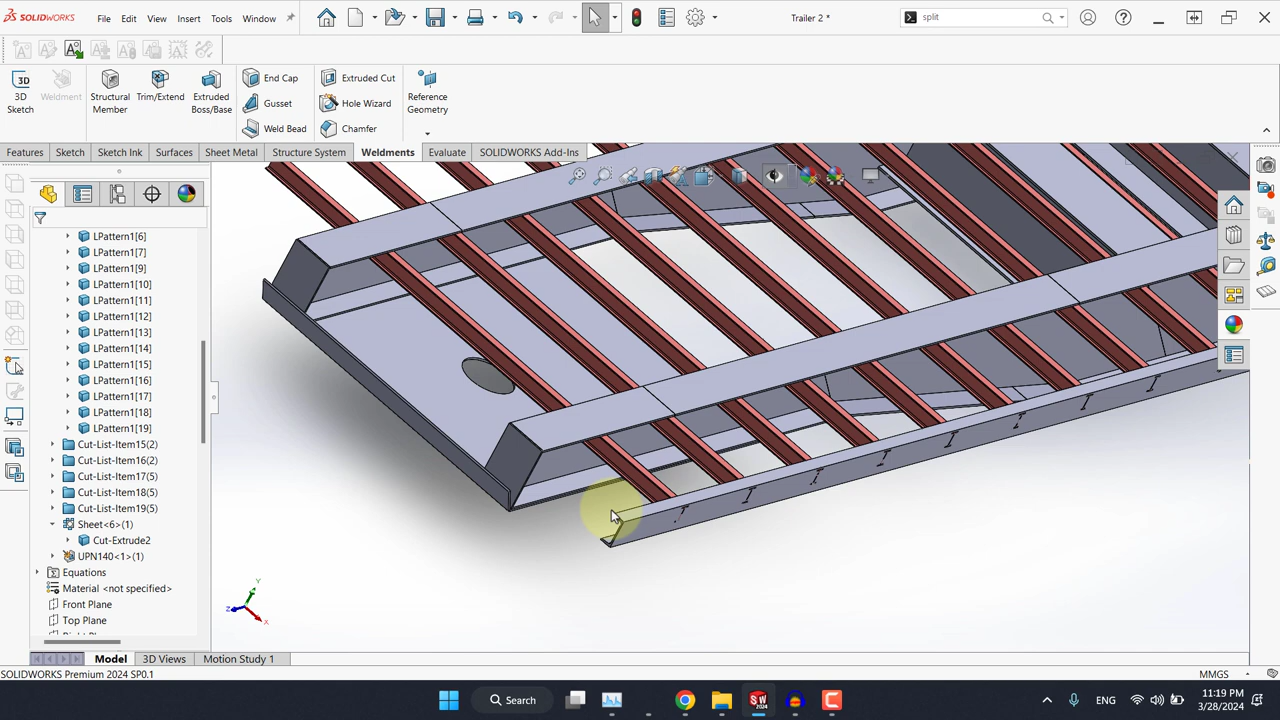 SOLIDWORKS
File
Edit
View
Insert
Tools
Window
Trailer 2 *
split
3D
3D
Sketch
Weldment
Structural
Member
Trim/Extend
Extruded
Boss/Base
End Cap
Gusset
Weld Bead
Extruded Cut
Hole Wizard
Chamfer
Reference
Geometry
Features
Sketch
Sketch Ink
Surfaces
Sheet Metal
Structure System
Weldments
Evaluate
SOLIDWORKS Add-Ins
LPattern1[6]
LPattern1[7]
LPattern1[9]
LPattern1[10]
LPattern1[11]
LPattern1[12]
LPattern1[13]
LPattern1[14]
LPattern1[15]
LPattern1[16]
LPattern1[17]
LPattern1[18]
LPattern1[19]
Cut-List-Item15(2)
Cut-List-Item16(2)
Cut-List-Item17(5)
Cut-List-Item18(5)
Cut-List-Item19(5)
Sheet<6>(1)
Cut-Extrude2
UPN140<1>(1)
Equations
Material <not specified>
Front Plane
Top Plane
Y
Z
X
Model
3D Views
Motion Study 1
SOLIDWORKS Premium 2024 SP0.1
MMGS
Search
SW
2024
ENG
11:19 PM
3/28/2024